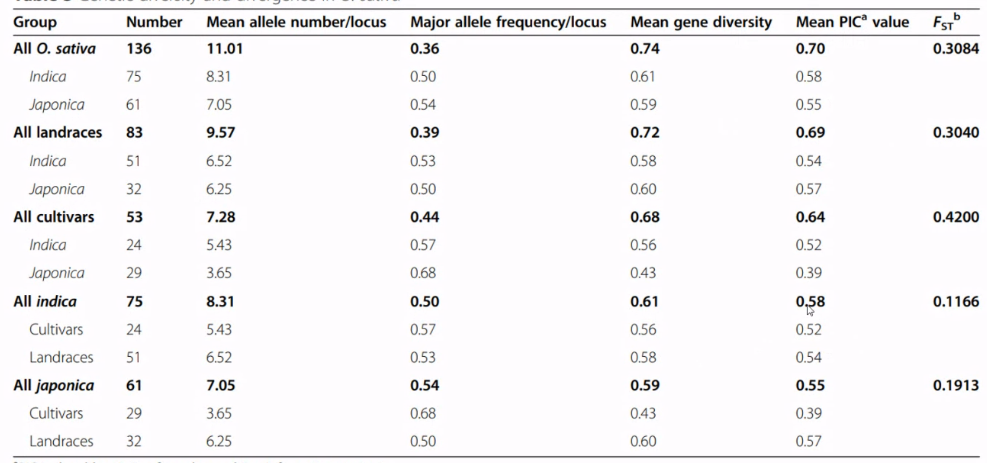 Group Number Mean allele number/locus Major allele frequency/locus Mean gene diversity Mean PICa value FSTb
All O. sativa 136 11.01 0.36 0.74 0.70 0.3084
Indica 75 8.31 0.50 0.61 0.58
Japonica 61 7.05 0.54 0.59 0.55
All landraces 83 9.57 0.39 0.72 0.69 0.3040
Indica 51 6.52 0.53 0.58 0.54
Japonica 32 6.25 0.50 0.60 0.57
All cultivars 53 7.28 0.44 0.68 0.64 0.4200
Indica 24 5.43 0.57 0.56 0.52
Japonica 29 3.65 0.68 0.43 0.39
All indica 75 8.31 0.50 0.61 0.58 0.1166
Cultivars 24 5.43 0.57 0.56 0.52
Landraces 51 6.52 0.53 0.58 0.54
All japonica 61 7.05 0.54 0.59 0.55 0.1913
Cultivars 29 3.65 0.68 0.43 0.39
Landraces 32 6.25 0.50 0.60 0.57